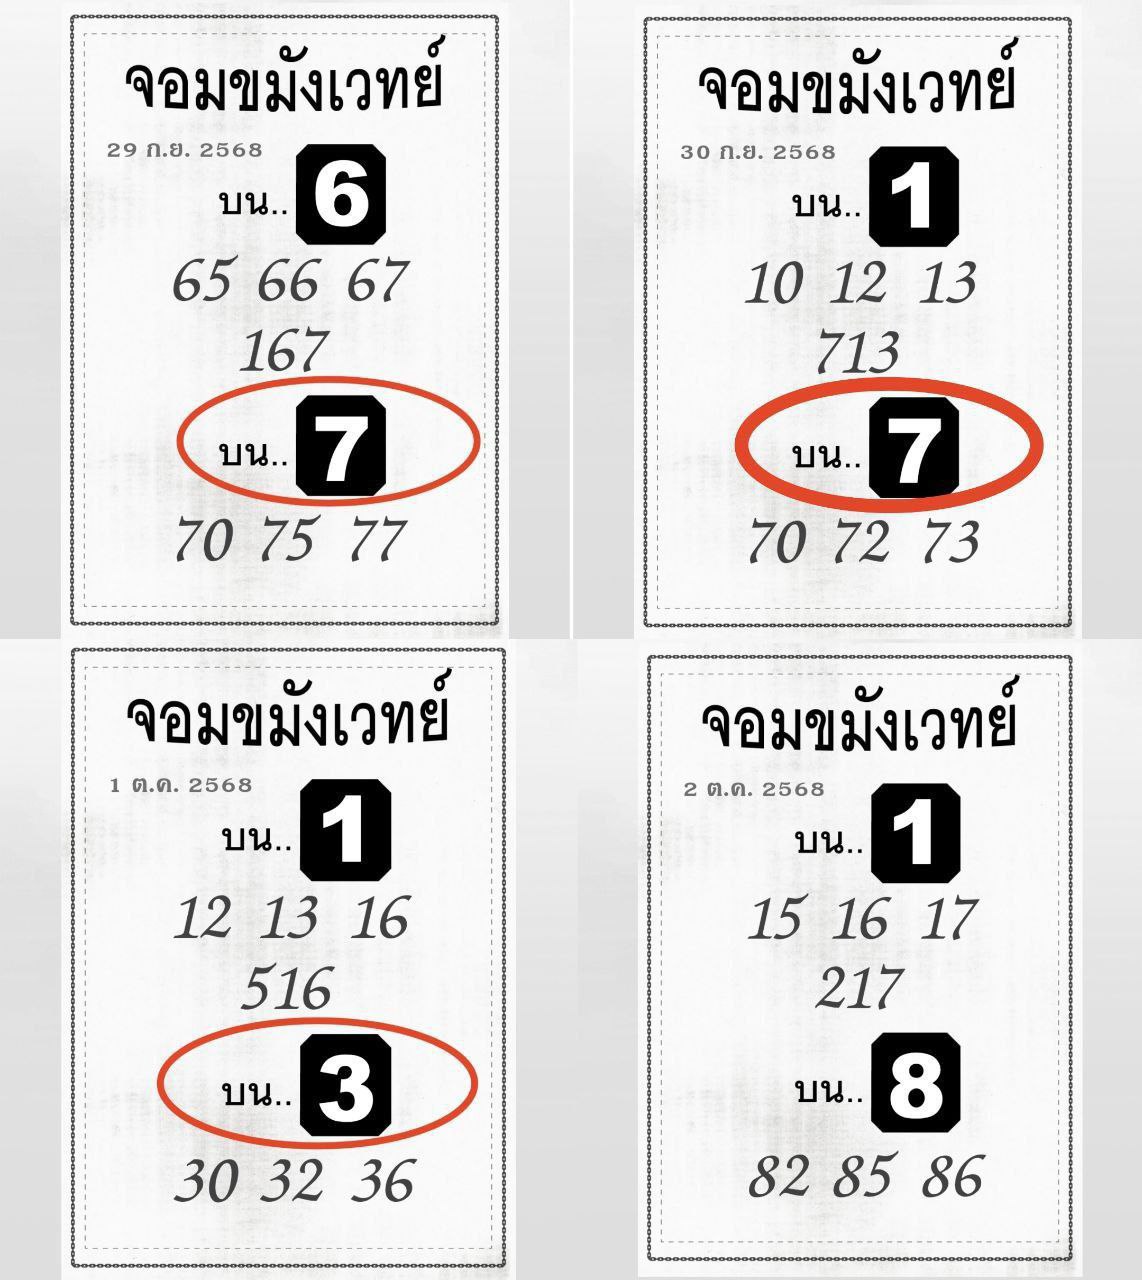 จอมขมังเวทย์
29 ก.ย. 2568
บน.. 6
65 66 67
167
บน.. 7
70 75 77
จอมขมังเวทย์
30 ก.ย. 2568
บน.. 1
10 12 13
713
บน.. 7
70 72 73
จอมขมังเวทย์
1 ต.ค. 2568
บน.. 1
12 13 16
516
บน.. 3
30 32 36
จอมขมังเวทย์
2 ต.ค. 2568
บน.. 1
15 16 17
217
บน.. 8
82 85 86